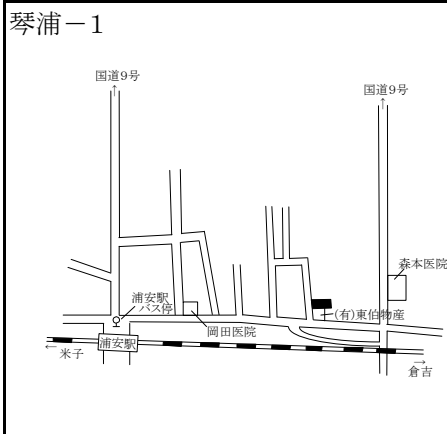 琴浦－1
国道9号
↑
国道9号
↑
森本医院
浦安駅
バス停
(有)東伯物産
岡田医院
浦安駅
←
米子
→
倉吉